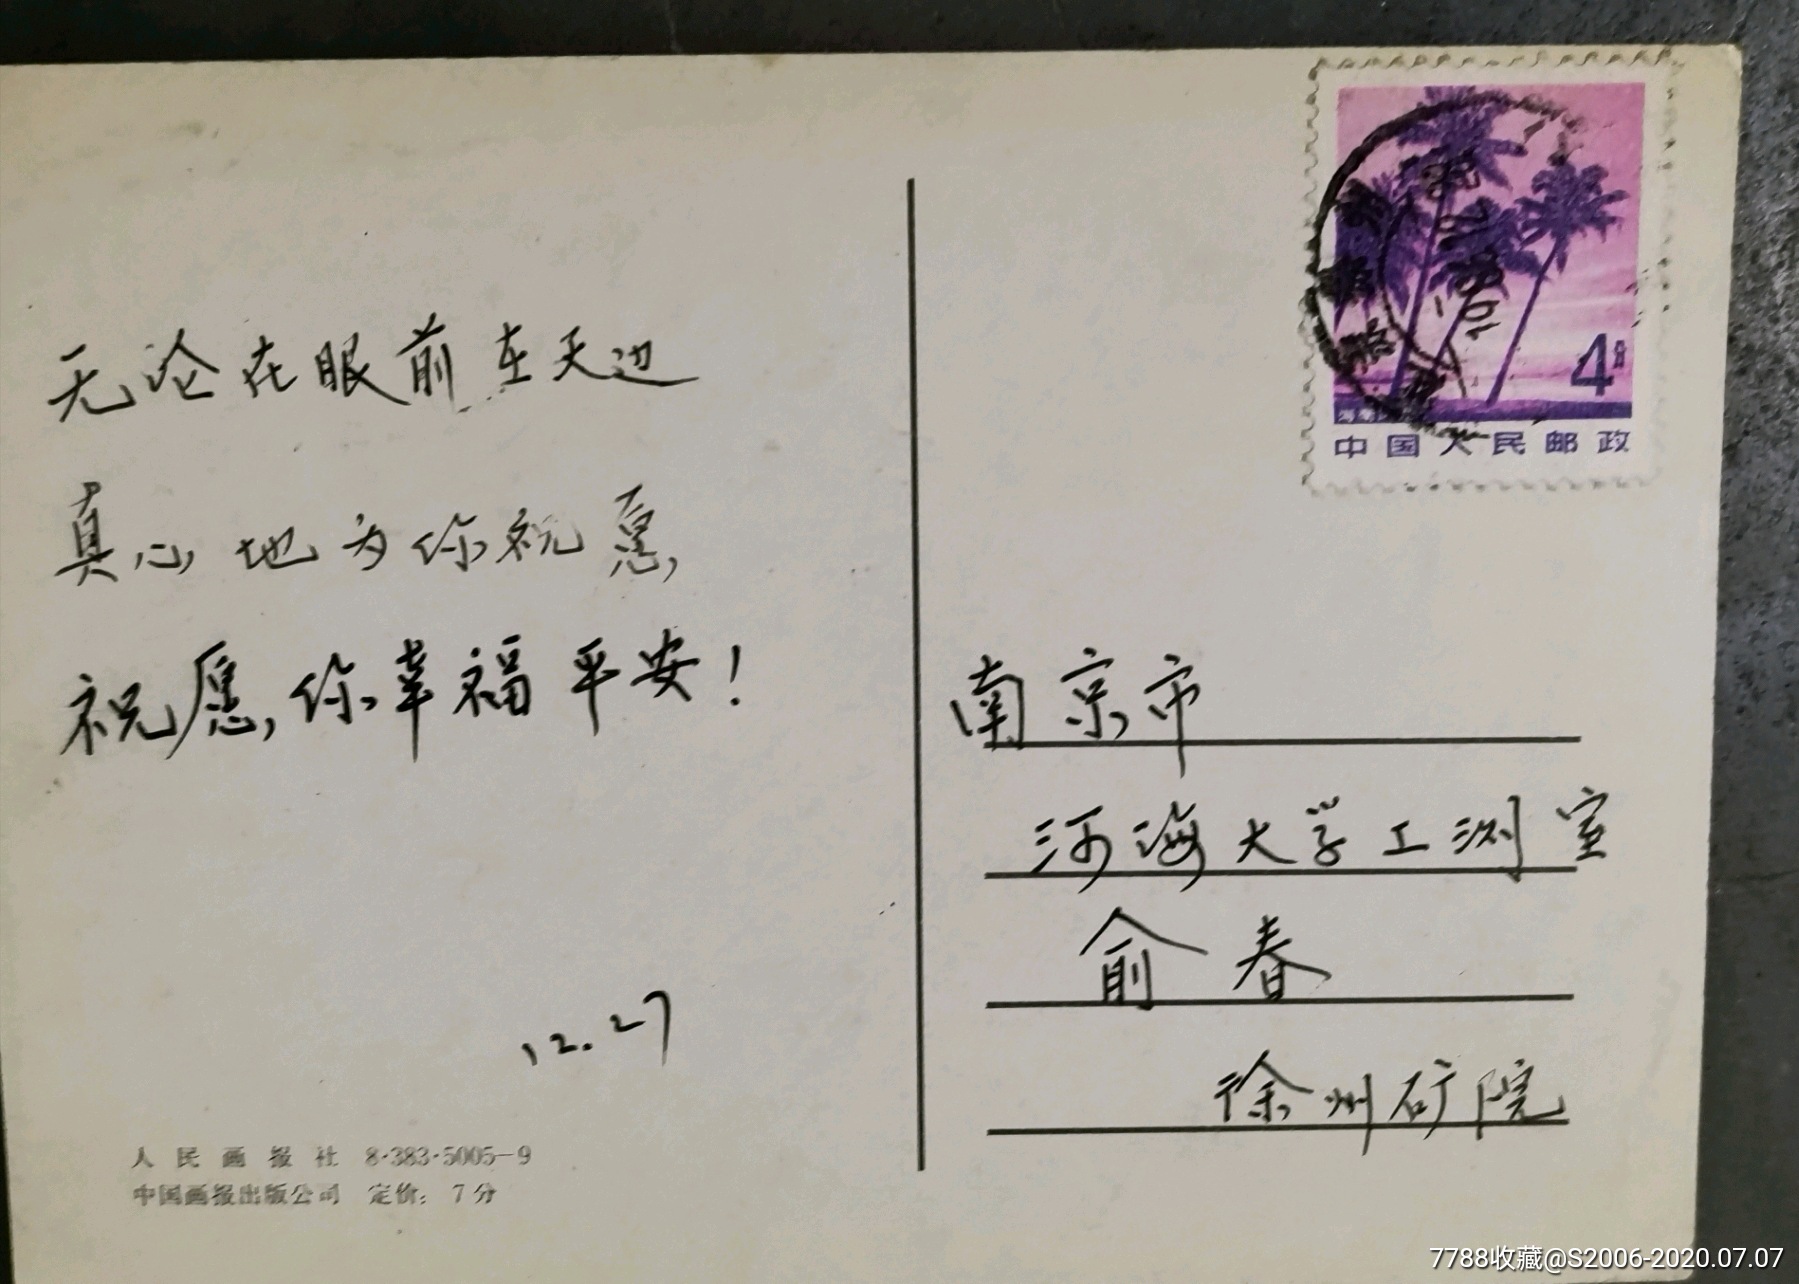 无论在眼前在天边
真心地为你祝愿
祝愿你幸福平安!
12.27
人民画报社 8·383·5005-9
中国画报出版公司 定价:7分
4分
中国人民邮政
南京市
河海大学工测室
俞春
徐州矿院
7788收藏@S2006-2020.07.07